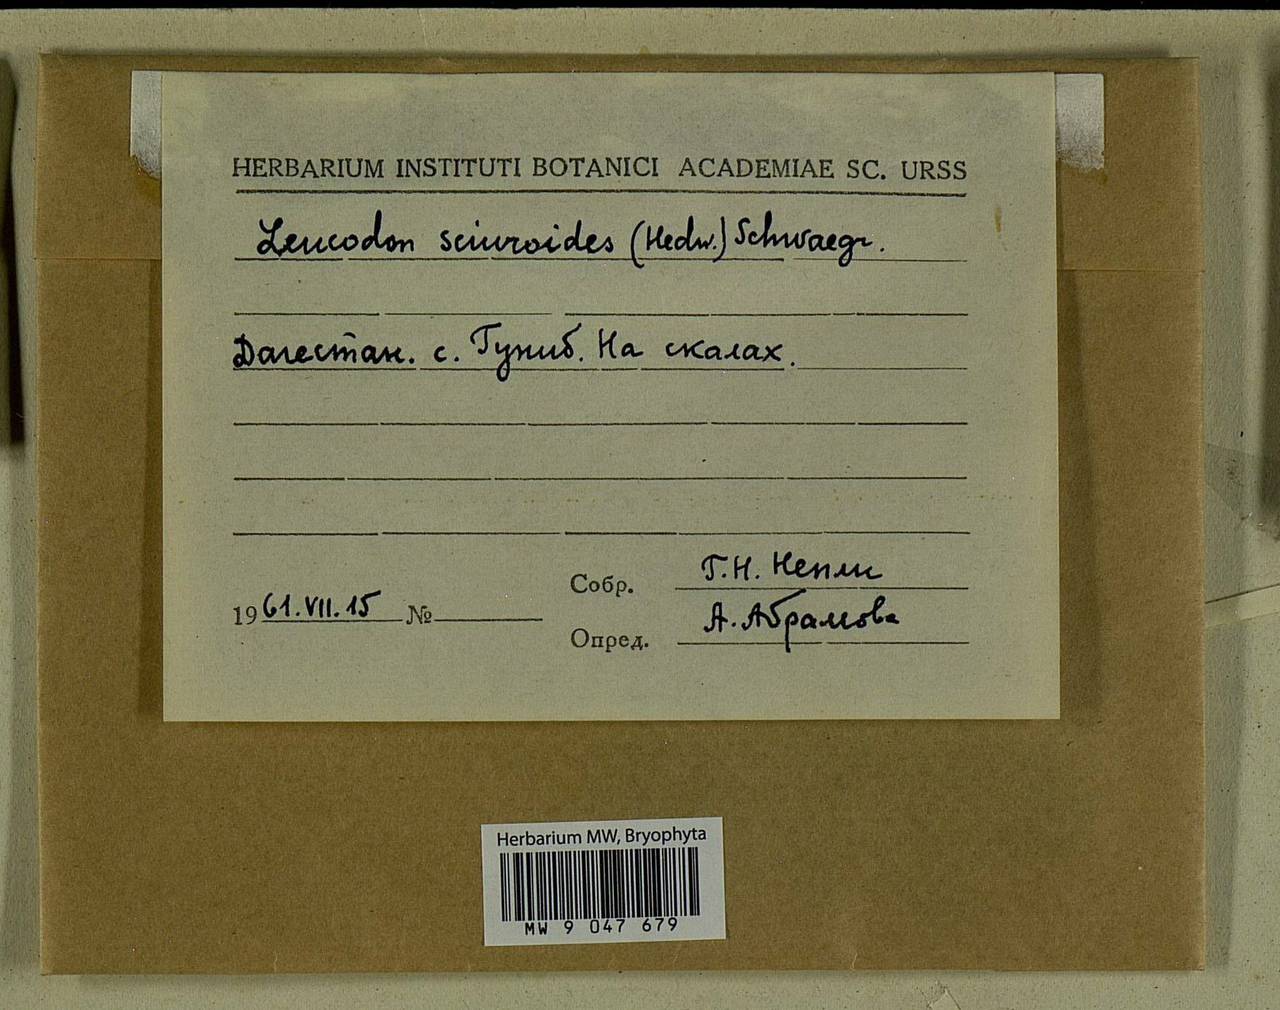 HERBARIUM INSTITUTI BOTANICI ACADEMIAE SC. URSS
Leucodon sciuroides (Hedw.) Schwaegr.
Дагестан. с. Гуниб. На скалах.
Собр. Г.Н. Непли
1961.VII.15 №
Опред. А. Абрамова
Herbarium MW, Bryophyta
MW 9 047 679